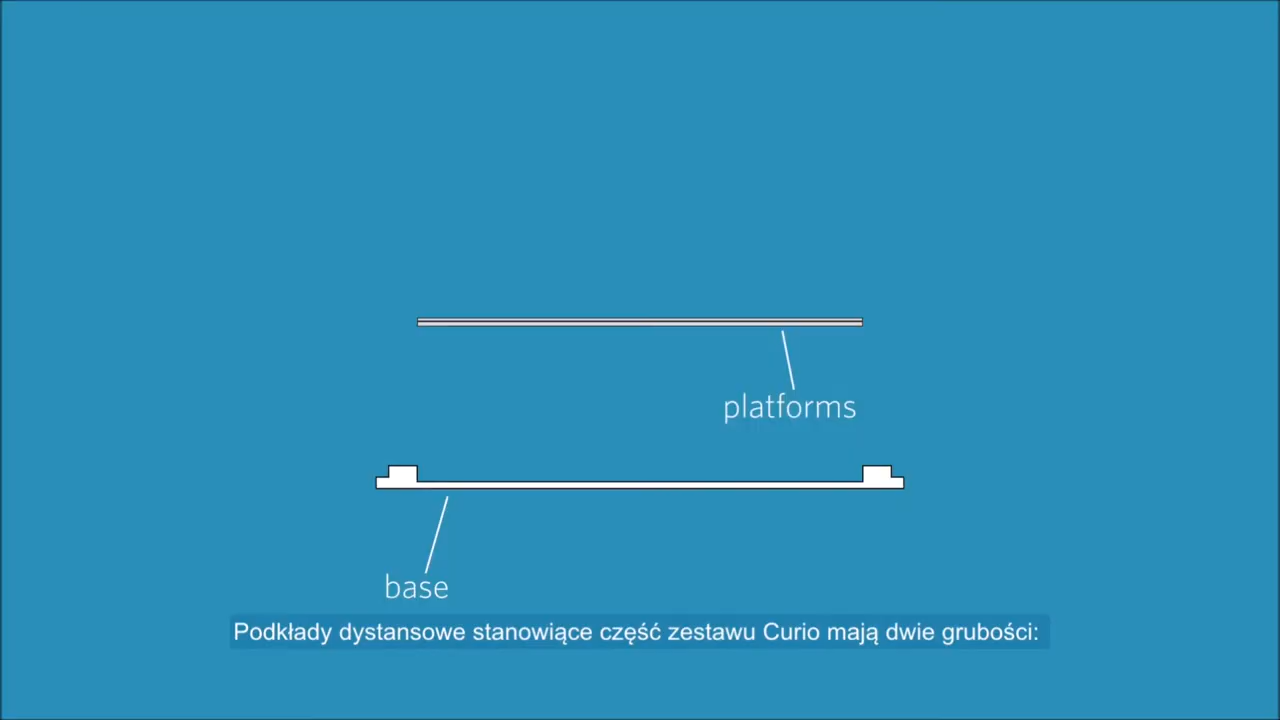 platforms
base
Podkłady dystansowe stanowiące część zestawu Curio mają dwie grubości: